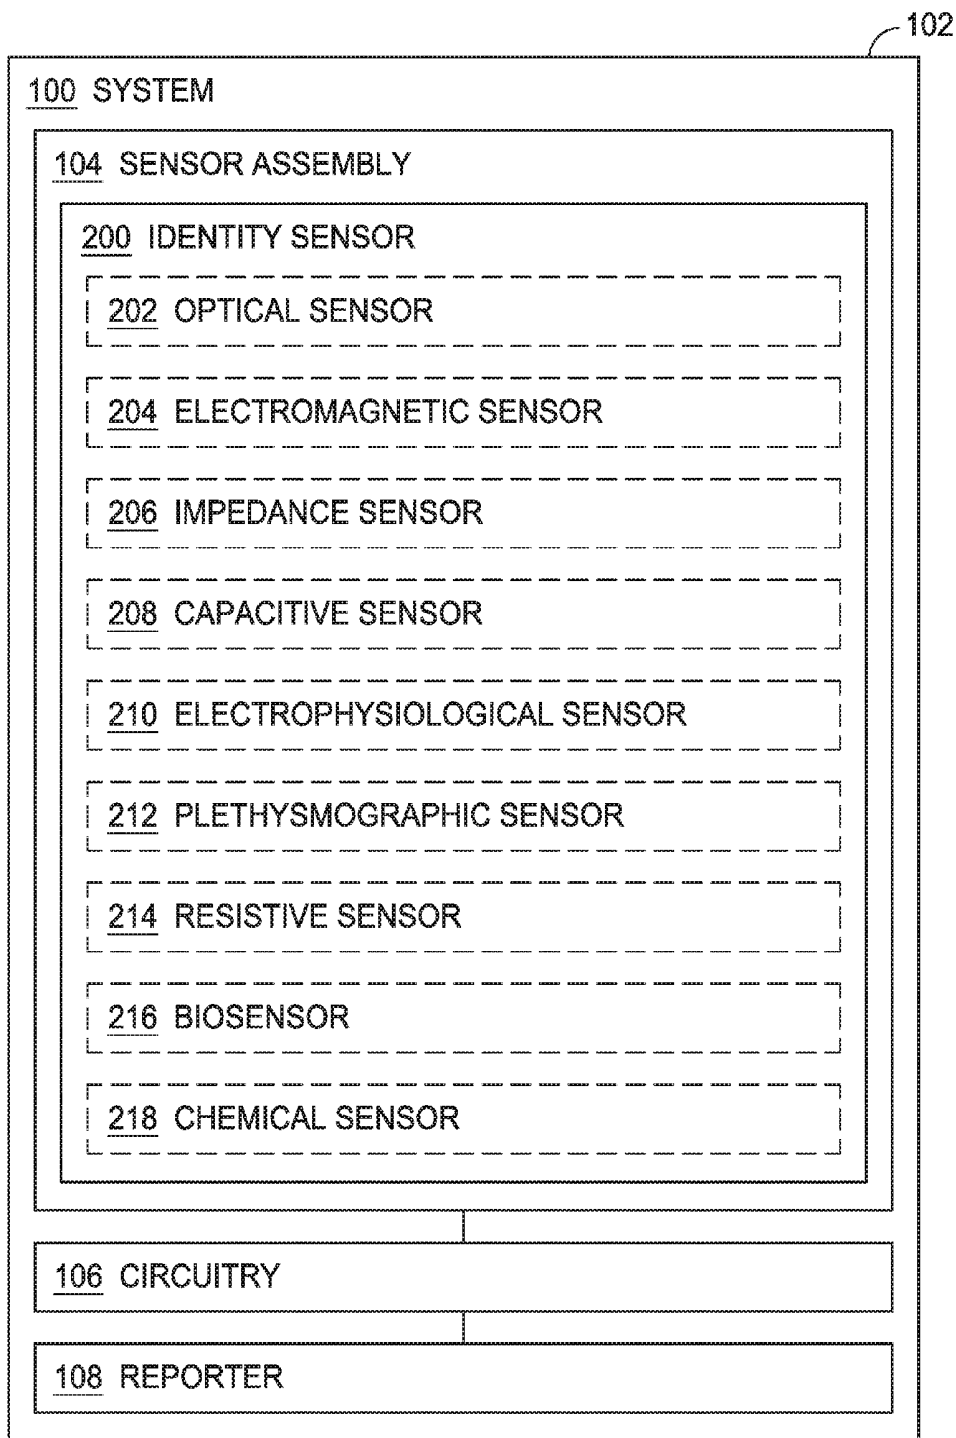 102
100 SYSTEM
104 SENSOR ASSEMBLY
200 IDENTITY SENSOR
202 OPTICAL SENSOR
204 ELECTROMAGNETIC SENSOR
206 IMPEDANCE SENSOR
208 CAPACITIVE SENSOR
210 ELECTROPHYSIOLOGICAL SENSOR
212 PLETHYSMOGRAPHIC SENSOR
214 RESISTIVE SENSOR
216 BIOSENSOR
218 CHEMICAL SENSOR
106 CIRCUITRY
108 REPORTER